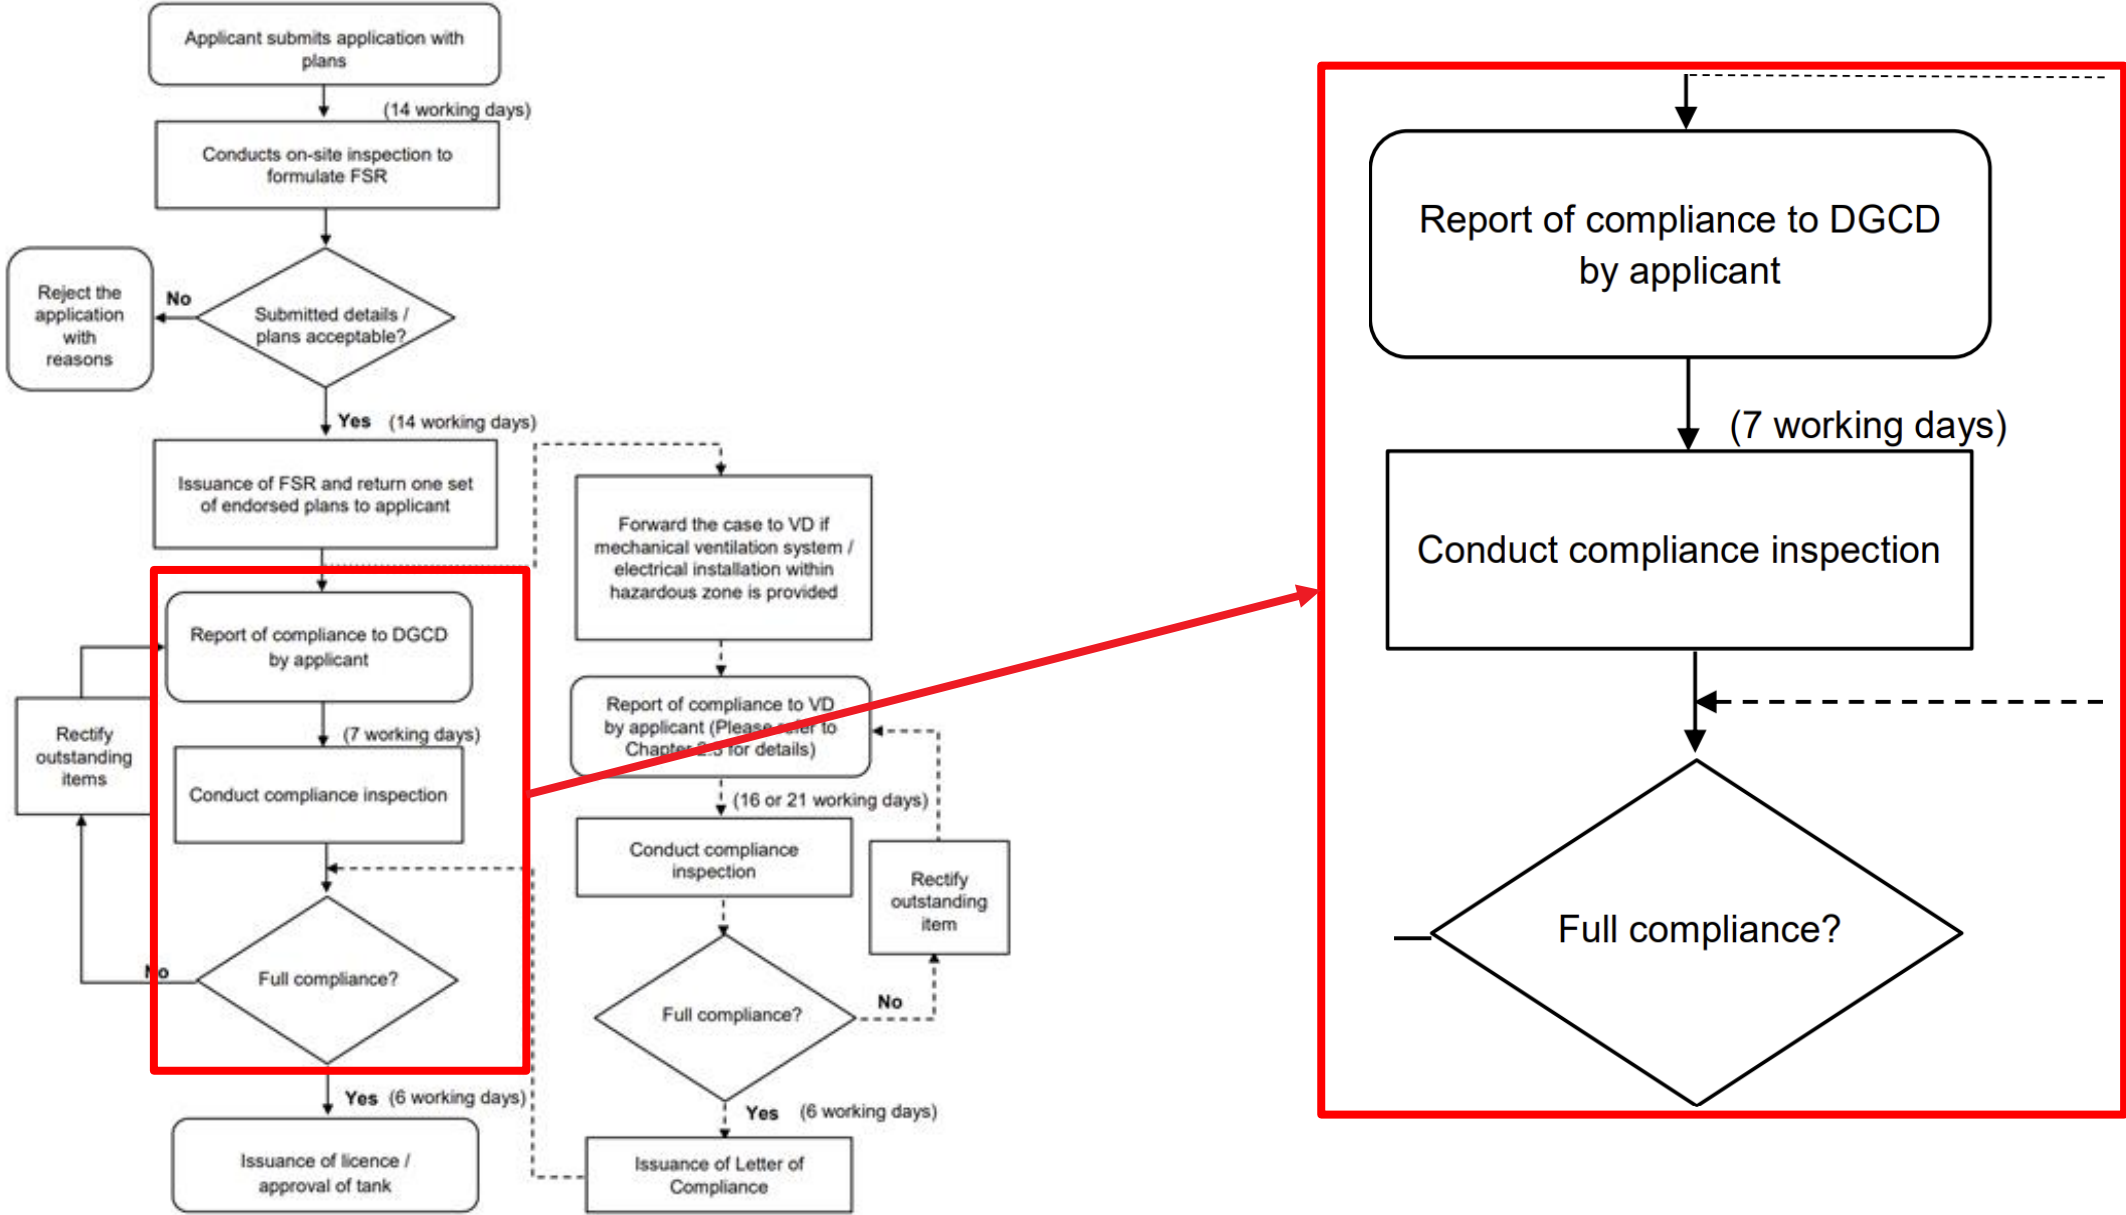 Applicant submits application with
plans
(14 working days)
Conducts on-site inspection to
formulate FSR
Submitted details /
plans acceptable?
No
Reject the
application
with
reasons
Yes (14 working days)
Issuance of FSR and return one set
of endorsed plans to applicant
Forward the case to VD if
mechanical ventilation system /
electrical installation within
hazardous zone is provided
Report of compliance to DGCD
by applicant
(7 working days)
Conduct compliance inspection
Rectify
outstanding
items
Full compliance?
No
Yes (6 working days)
Issuance of licence /
approval of tank
Report of compliance to VD
by applicant (Please refer to
Chapter 2.3 for details)
(16 or 21 working days)
Conduct compliance
inspection
Rectify
outstanding
item
Full compliance?
No
Yes (6 working days)
Issuance of Letter of
Compliance
Report of compliance to DGCD
by applicant
(7 working days)
Conduct compliance inspection
Full compliance?